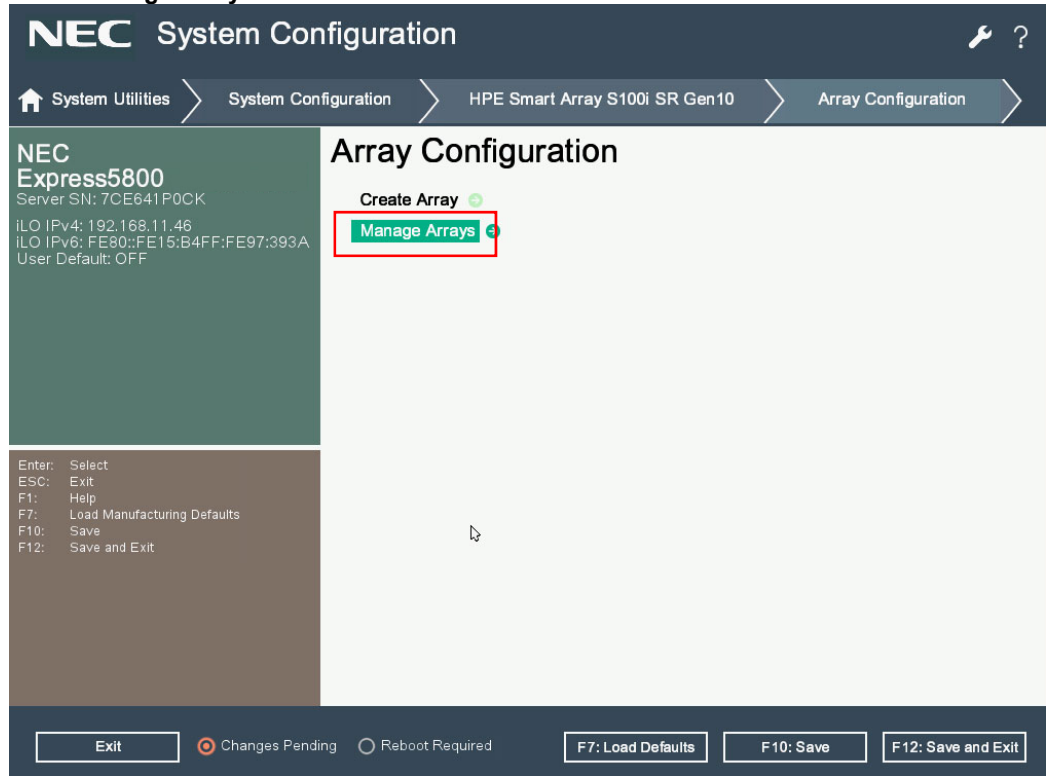 NEC System Configuration
?
System Utilities
System Configuration
HPE Smart Array S100i SR Gen10
Array Configuration
NEC
Express5800
Server SN: 7CE641P0CK
iLO IPv4: 192.168.11.46
iLO IPv6: FE80::FE15:B4FF:FE97:393A
User Default: OFF
Array Configuration
Create Array
Manage Arrays
Enter: Select
ESC: Exit
F1: Help
F7: Load Manufacturing Defaults
F10: Save
F12: Save and Exit
Exit
Changes Pending
Reboot Required
F7: Load Defaults
F10: Save
F12: Save and Exit